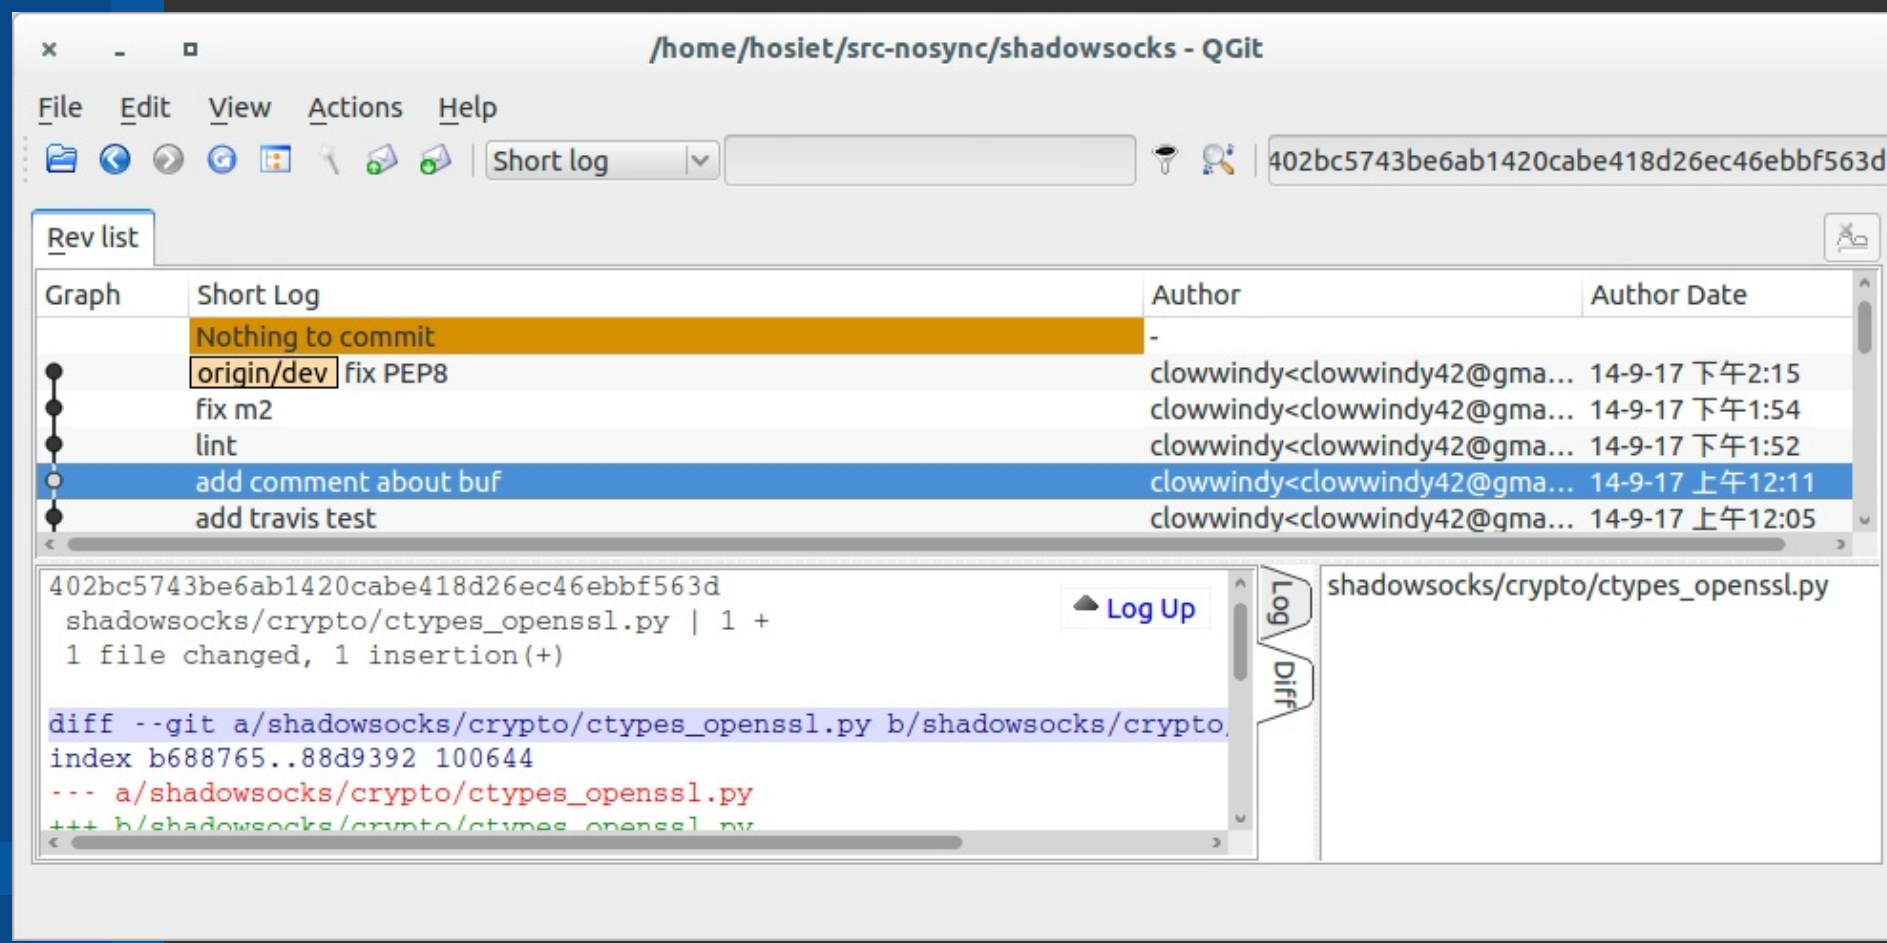 /home/hosiet/src-nosync/shadowsocks - QGit
File Edit View Actions Help
Short log 402bc5743be6ab1420cabe418d26ec46ebbf563d
Rev list
Graph Short Log Author Author Date
Nothing to commit -
origin/dev fix PEP8 clowwindy<clowwindy42@gma... 14-9-17 下午2:15
fix m2 clowwindy<clowwindy42@gma... 14-9-17 下午1:54
lint clowwindy<clowwindy42@gma... 14-9-17 下午1:52
add comment about buf clowwindy<clowwindy42@gma... 14-9-17 上午12:11
add travis test clowwindy<clowwindy42@gma... 14-9-17 上午12:05
402bc5743be6ab1420cabe418d26ec46ebbf563d
shadowsocks/crypto/ctypes_openssl.py | 1 +
1 file changed, 1 insertion(+)
Log Up
diff --git a/shadowsocks/crypto/ctypes_openssl.py b/shadowsocks/crypto/
index b688765..88d9392 100644
--- a/shadowsocks/crypto/ctypes_openssl.py
+++ b/shadowsocks/crypto/ctypes_openssl.py
Log
Diff
shadowsocks/crypto/ctypes_openssl.py